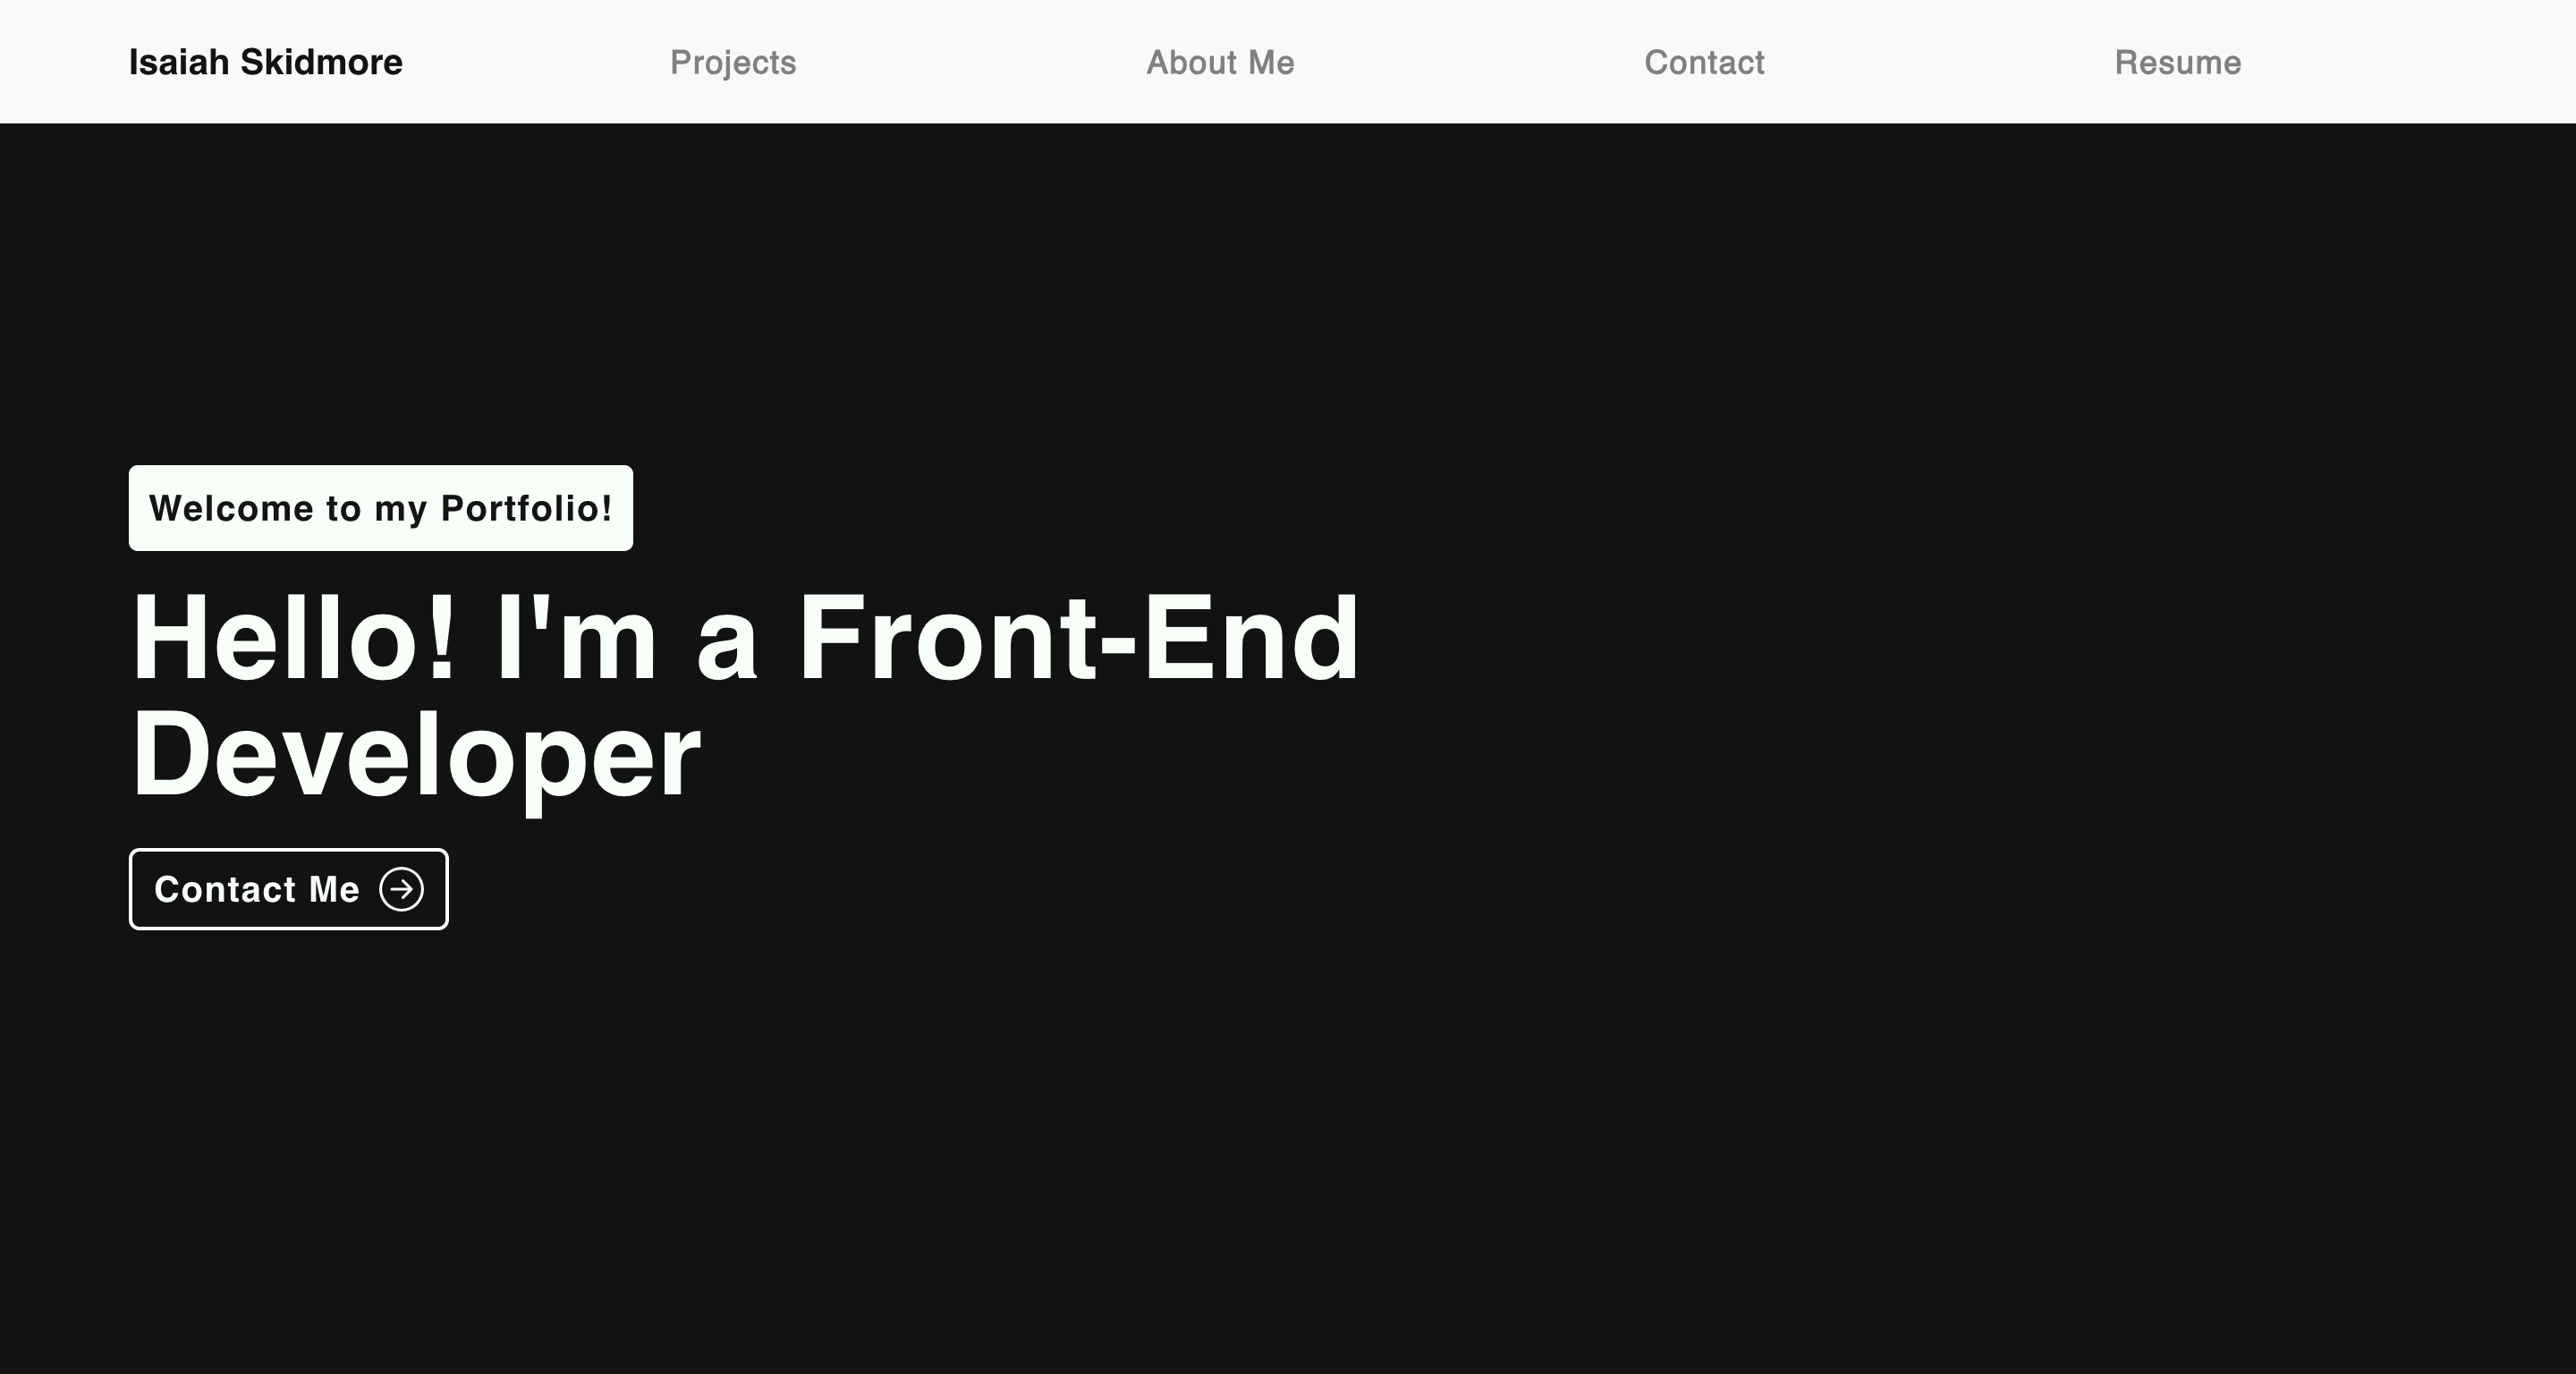 Isaiah Skidmore Projects About Me Contact Resume
Welcome to my Portfolio!
Hello! I'm a Front-End
Developer
Contact Me